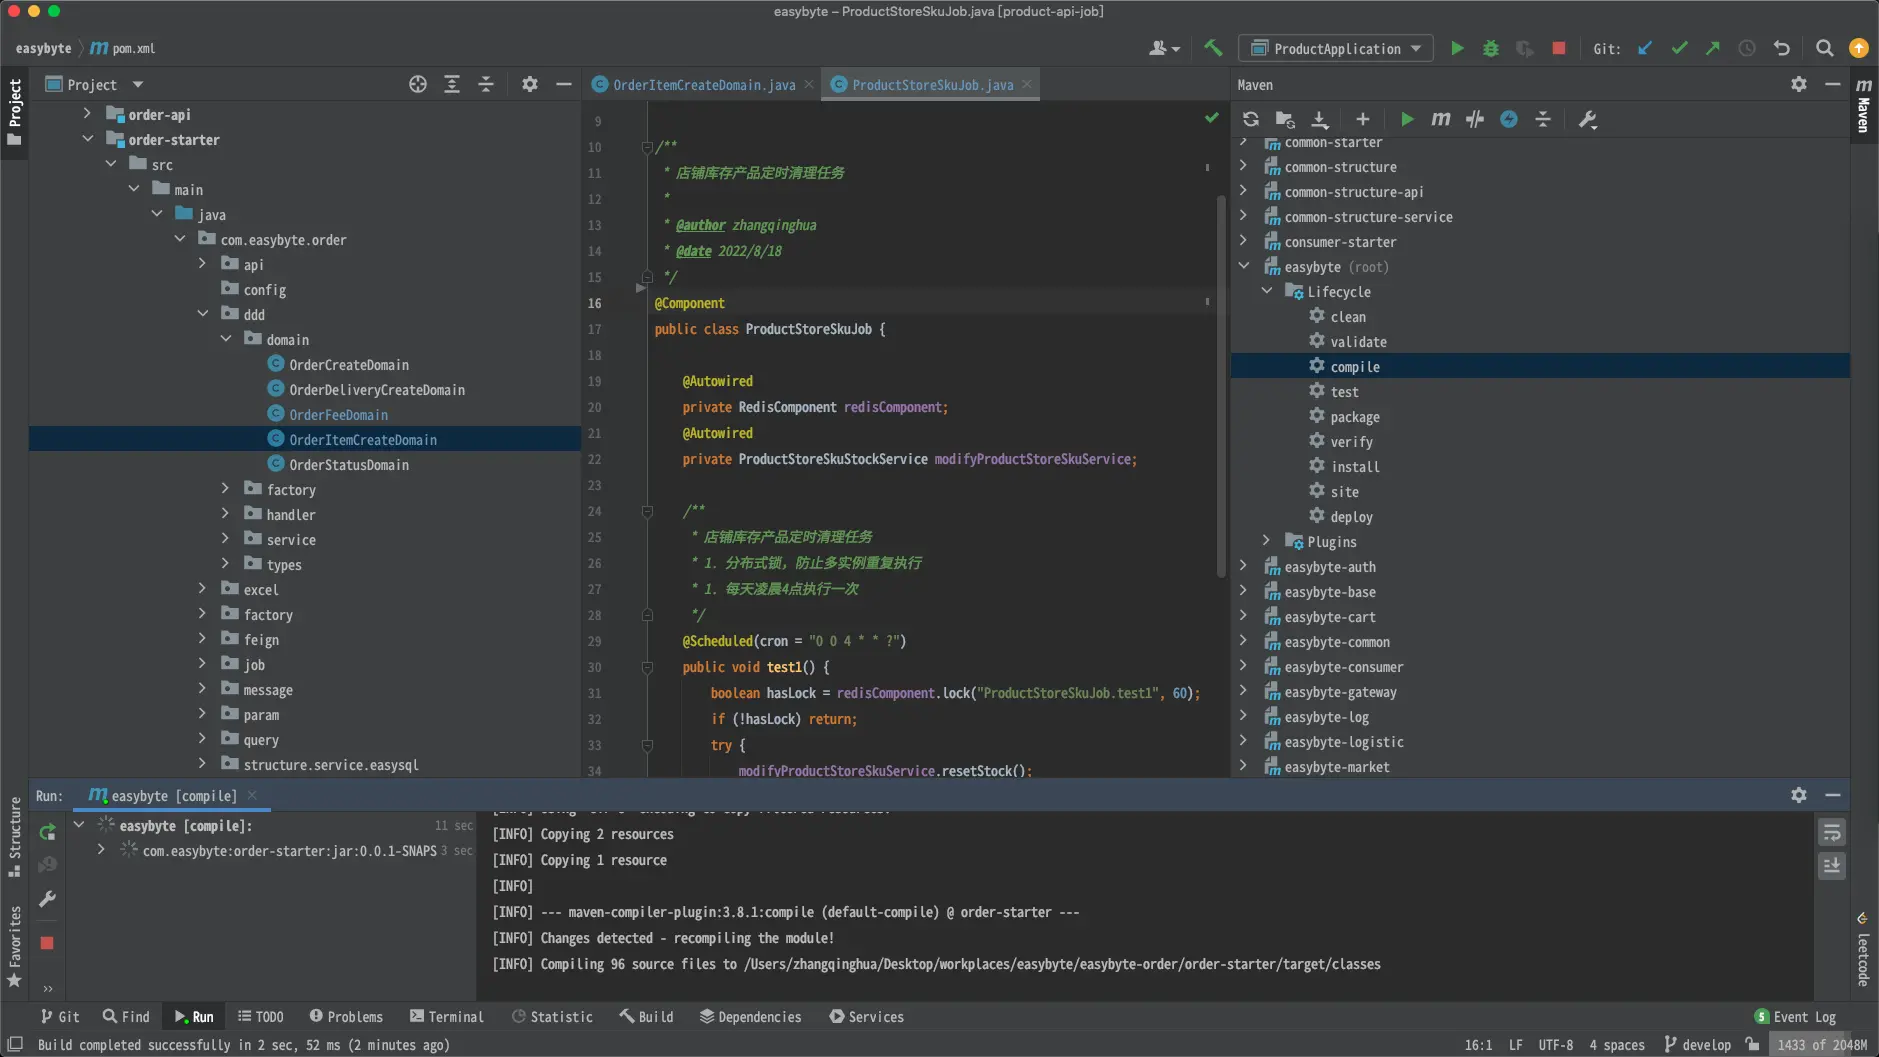 easybyte – ProductStoreSkuJob.java [product-api-job]
easybyte
pom.xml
ProductApplication
Git:
Project
Project
order-api
order-starter
src
main
java
com.easybyte.order
api
config
ddd
domain
OrderCreateDomain
OrderDeliveryCreateDomain
OrderFeeDomain
OrderItemCreateDomain
OrderStatusDomain
factory
handler
service
types
excel
factory
feign
job
message
param
query
structure.service.easysql
OrderItemCreateDomain.java
ProductStoreSkuJob.java
9
10 /**
11 * 店铺库存产品定时清理任务
12 *
13 * @author zhangqinghua
14 * @date 2022/8/18
15 */
16 @Component
17 public class ProductStoreSkuJob {
18
19 @Autowired
20 private RedisComponent redisComponent;
21 @Autowired
22 private ProductStoreSkuStockService modifyProductStoreSkuService;
23
24 /**
25 * 店铺库存产品定时清理任务
26 * 1. 分布式锁，防止多实例重复执行
27 * 1. 每天凌晨4点执行一次
28 */
29 @Scheduled(cron = "0 0 4 * * ?")
30 public void test1() {
31 boolean hasLock = redisComponent.lock("ProductStoreSkuJob.test1", 60);
32 if (!hasLock) return;
33 try {
34 modifyProductStoreSkuService.resetStock();
Maven
m Maven
common-starter
common-structure
common-structure-api
common-structure-service
consumer-starter
easybyte (root)
Lifecycle
clean
validate
compile
test
package
verify
install
site
deploy
Plugins
easybyte-auth
easybyte-base
easybyte-cart
easybyte-common
easybyte-consumer
easybyte-gateway
easybyte-log
easybyte-logistic
easybyte-market
Run:
easybyte [compile]
easybyte [compile]: 11 sec
com.easybyte:order-starter:jar:0.0.1-SNAPS 3 sec
[INFO] Copying 2 resources
[INFO] Copying 1 resource
[INFO]
[INFO] --- maven-compiler-plugin:3.8.1:compile (default-compile) @ order-starter ---
[INFO] Changes detected - recompiling the module!
[INFO] Compiling 96 source files to /Users/zhangqinghua/Desktop/workplaces/easybyte/easybyte-order/order-starter/target/classes
Structure
Favorites
leetcode
Git
Find
Run
TODO
Problems
Terminal
Statistic
Build
Dependencies
Services
5 Event Log
Build completed successfully in 2 sec, 52 ms (2 minutes ago)
16:1 LF UTF-8 4 spaces develop 1433 of 2048M